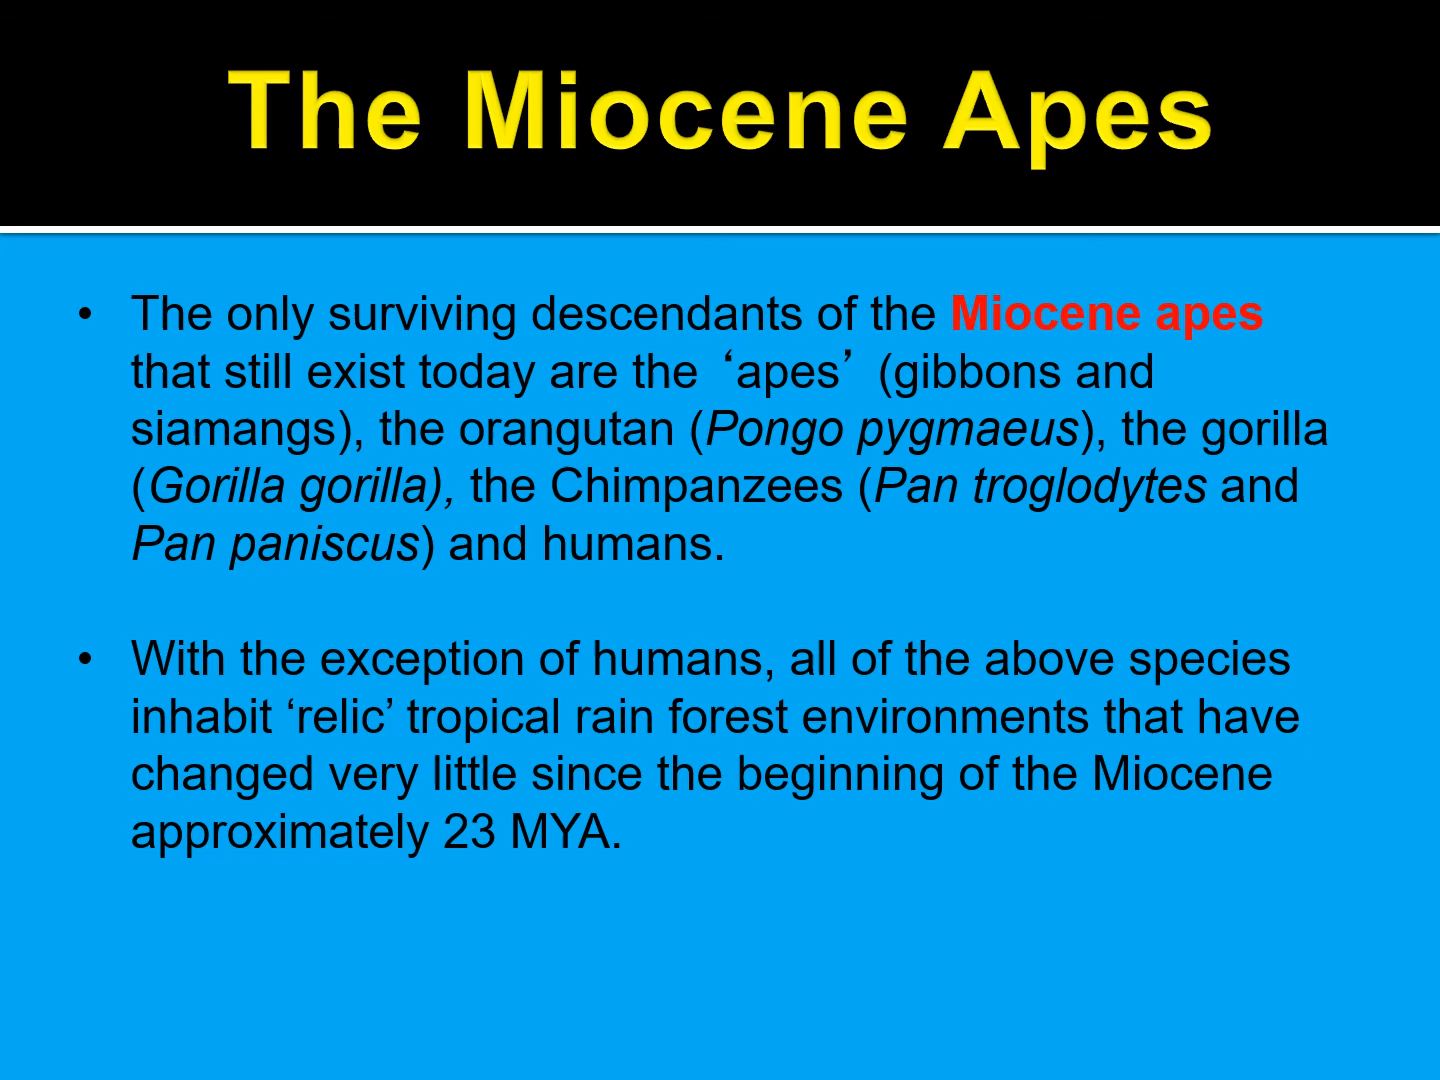 The Miocene Apes
• The only surviving descendants of the Miocene apes
that still exist today are the ‘apes’ (gibbons and
siamangs), the orangutan (Pongo pygmaeus), the gorilla
(Gorilla gorilla), the Chimpanzees (Pan troglodytes and
Pan paniscus) and humans.
• With the exception of humans, all of the above species
inhabit ‘relic’ tropical rain forest environments that have
changed very little since the beginning of the Miocene
approximately 23 MYA.